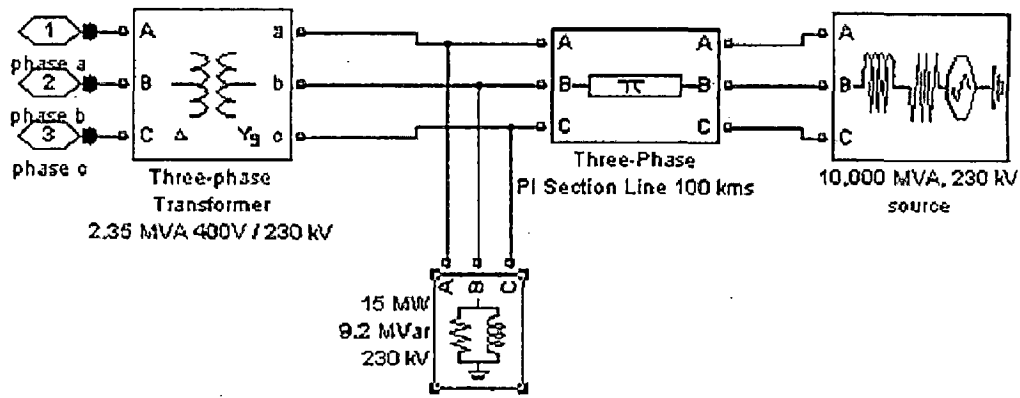 1
phase a
2
phase b
3
phase c
A
B
C
Δ
Yg
a
b
c
Three-phase
Transformer
2.35 MVA 400V / 230 kV
A
B
C
15 MW
9.2 MVar
230 kV
A
B
C
π
A
B
C
Three-Phase
PI Section Line 100 kms
A
B
C
10,000 MVA, 230 kV
source